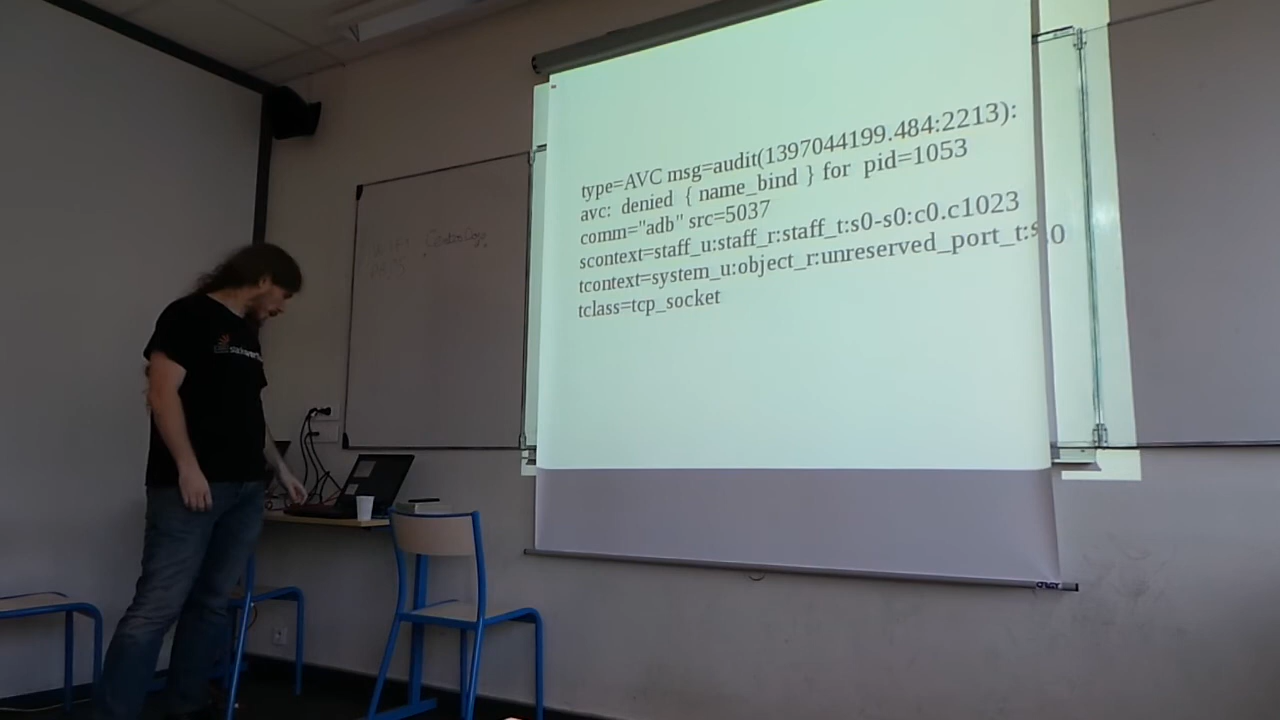 type=AVC msg=audit(1397044199.484:2213):
avc: denied { name_bind } for pid=1053
comm="adb" src=5037
scontext=staff_u:staff_r:staff_t:s0-s0:c0.c1023
tcontext=system_u:object_r:unreserved_port_t:s0
tclass=tcp_socket